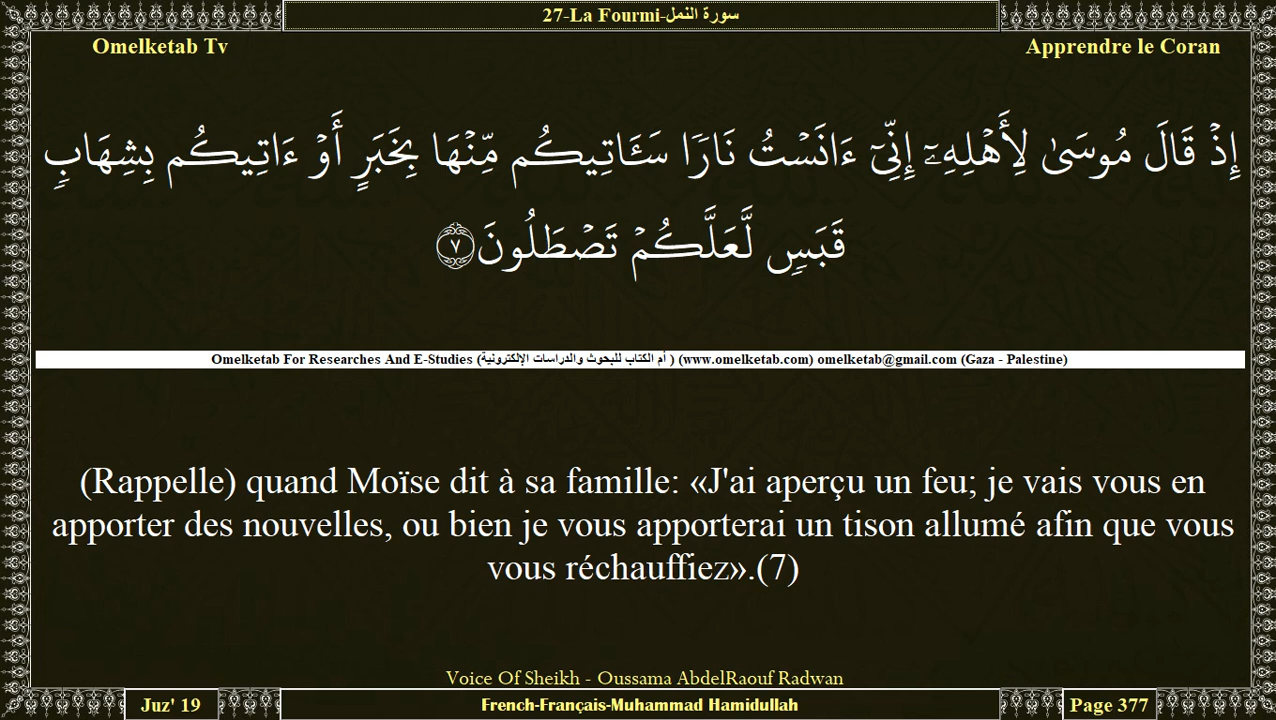 27-La Fourmi-سورة النمل
Omelketab Tv
Apprendre le Coran
إِذۡ قَالَ مُوسَىٰ لِأَهۡلِهِۦٓ إِنِّيٓ ءَانَسۡتُ نَارٗا سَـَٔاتِيكُم مِّنۡهَا بِخَبَرٍ أَوۡ ءَاتِيكُم بِشِهَابٖ
قَبَسٖ لَّعَلَّكُمۡ تَصۡطَلُونَ ٧
Omelketab For Researches And E-Studies (أم الكتاب للبحوث والدراسات الإلكترونية ) (www.omelketab.com) omelketab@gmail.com (Gaza - Palestine)
(Rappelle) quand Moïse dit à sa famille: «J'ai aperçu un feu; je vais vous en
apporter des nouvelles, ou bien je vous apporterai un tison allumé afin que vous
vous réchauffiez».(7)
Voice Of Sheikh - Oussama AbdelRaouf Radwan
Juz' 19
French-Français-Muhammad Hamidullah
Page 377